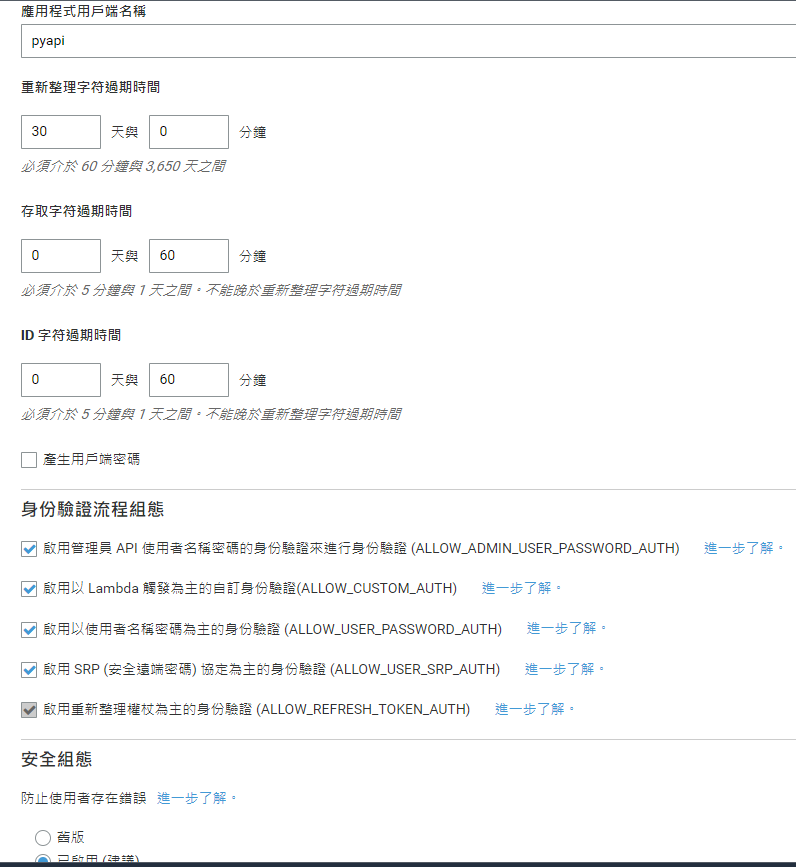 應用程式用戶端名稱
pyapi
重新整理字符過期時間
30 天與 0 分鐘
必須介於 60 分鐘與 3,650 天之間
存取字符過期時間
0 天與 60 分鐘
必須介於 5 分鐘與 1 天之間。不能晚於重新整理字符過期時間
ID 字符過期時間
0 天與 60 分鐘
必須介於 5 分鐘與 1 天之間。不能晚於重新整理字符過期時間
產生用戶端密碼
身份驗證流程組態
啟用管理員 API 使用者名稱密碼的身份驗證來進行身份驗證 (ALLOW_ADMIN_USER_PASSWORD_AUTH) 進一步了解。
啟用以 Lambda 觸發為主的自訂身份驗證(ALLOW_CUSTOM_AUTH) 進一步了解。
啟用以使用者名稱密碼為主的身份驗證 (ALLOW_USER_PASSWORD_AUTH) 進一步了解。
啟用 SRP (安全遠端密碼) 協定為主的身份驗證 (ALLOW_USER_SRP_AUTH) 進一步了解。
啟用重新整理權杖為主的身份驗證 (ALLOW_REFRESH_TOKEN_AUTH) 進一步了解。
安全組態
防止使用者存在錯誤 進一步了解。
舊版
已啟用 (建議)